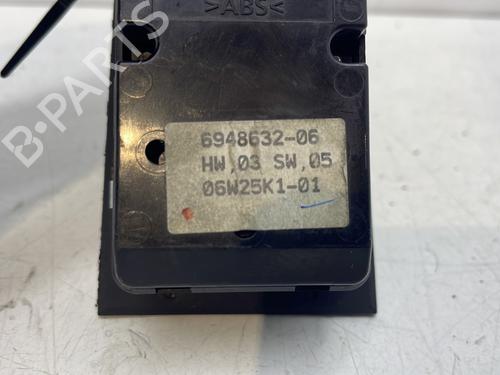 >ABS<
B-PARTS
6948632-06
HW,03 SW,05
06W25K1-01